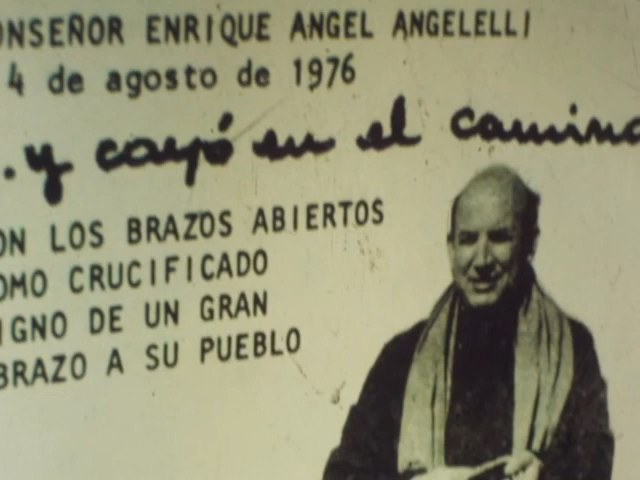 ONSEÑOR ENRIQUE ANGEL ANGELELLI
4 de agosto de 1976
..y cayó en el camino
ON LOS BRAZOS ABIERTOS
OMO CRUCIFICADO
IGNO DE UN GRAN
BRAZO A SU PUEBLO